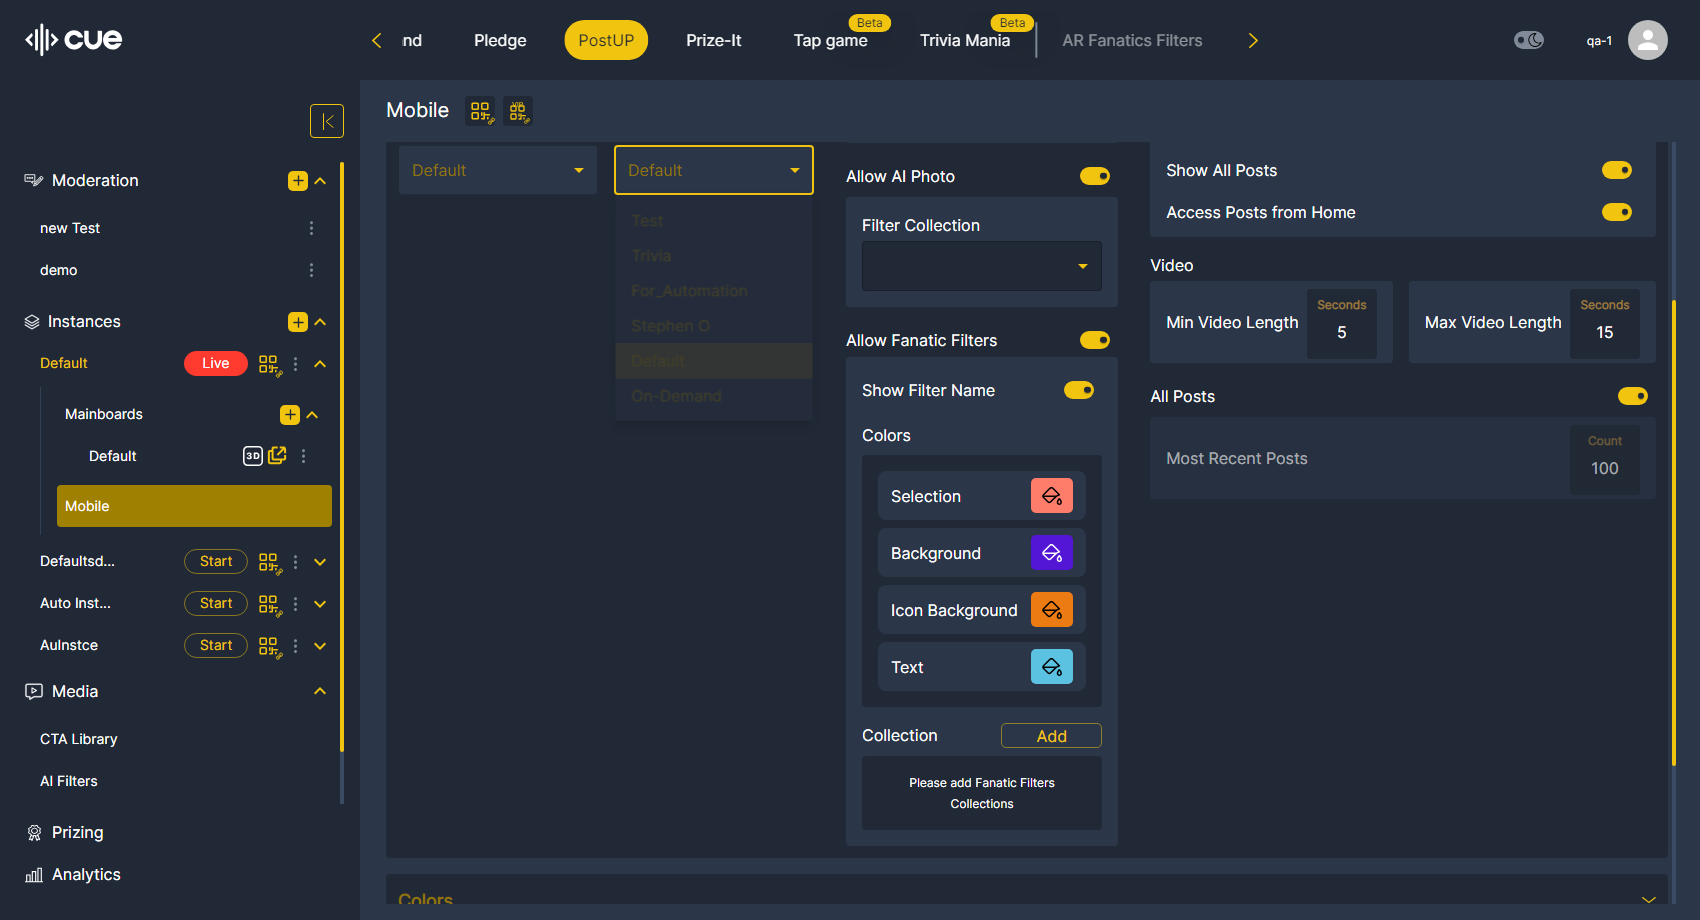 cue
nd
Pledge
PostUP
Prize-It
Tap game
Beta
Trivia Mania
Beta
AR Fanatics Filters
qa-1
Moderation
new Test
demo
Instances
Default
Live
Mainboards
Default
3D
Mobile
Defaultsd...
Start
Auto Inst...
Start
AuInstce
Start
Media
CTA Library
AI Filters
Prizing
Analytics
Mobile
Default
Default
Test
Trivia
For_Automation
Stephen O
Default
On-Demand
Allow AI Photo
Filter Collection
Allow Fanatic Filters
Show Filter Name
Colors
Selection
Background
Icon Background
Text
Collection
Add
Please add Fanatic Filters
Collections
Show All Posts
Access Posts from Home
Video
Min Video Length
Seconds
5
Max Video Length
Seconds
15
All Posts
Most Recent Posts
Count
100
Colors